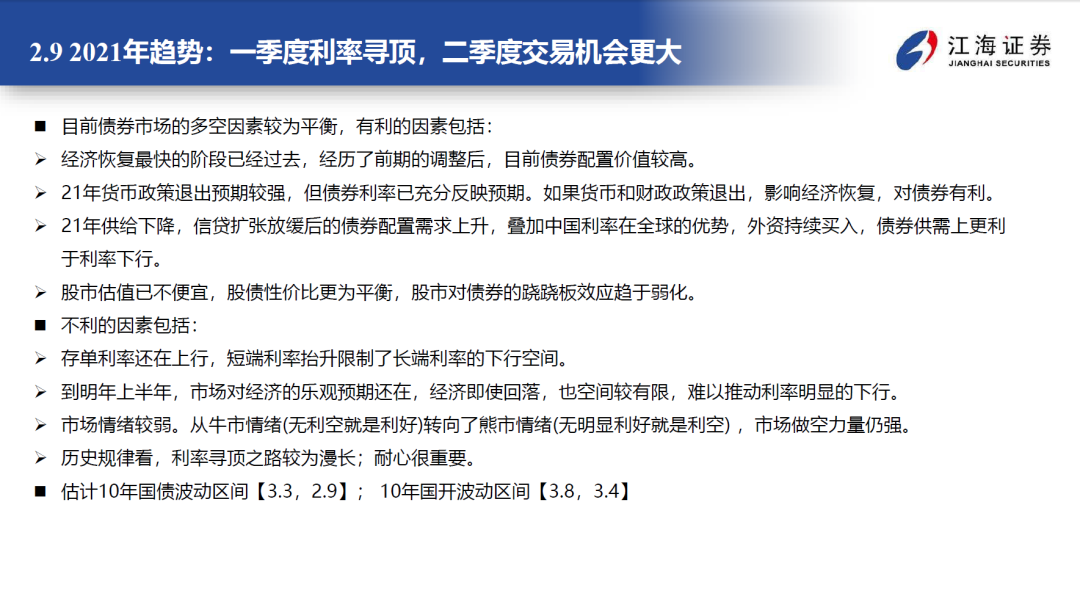 2.9 2021年趋势：一季度利率寻顶，二季度交易机会更大
江海证券
JIANGHAI SECURITIES
■ 目前债券市场的多空因素较为平衡，有利的因素包括：
➢ 经济恢复最快的阶段已经过去，经历了前期的调整后，目前债券配置价值较高。
➢ 21年货币政策退出预期较强，但债券利率已充分反映预期。如果货币和财政政策退出，影响经济恢复，对债券有利。
➢ 21年供给下降，信贷扩张放缓后的债券配置需求上升，叠加中国利率在全球的优势，外资持续买入，债券供需上更利
于利率下行。
➢ 股市估值已不便宜，股债性价比更为平衡，股市对债券的跷跷板效应趋于弱化。
■ 不利的因素包括：
➢ 存单利率还在上行，短端利率抬升限制了长端利率的下行空间。
➢ 到明年上半年，市场对经济的乐观预期还在，经济即使回落，也空间较有限，难以推动利率明显的下行。
➢ 市场情绪较弱。从牛市情绪(无利空就是利好)转向了熊市情绪(无明显利好就是利空)，市场做空力量仍强。
➢ 历史规律看，利率寻顶之路较为漫长；耐心很重要。
■ 估计10年国债波动区间【3.3，2.9】； 10年国开波动区间【3.8，3.4】